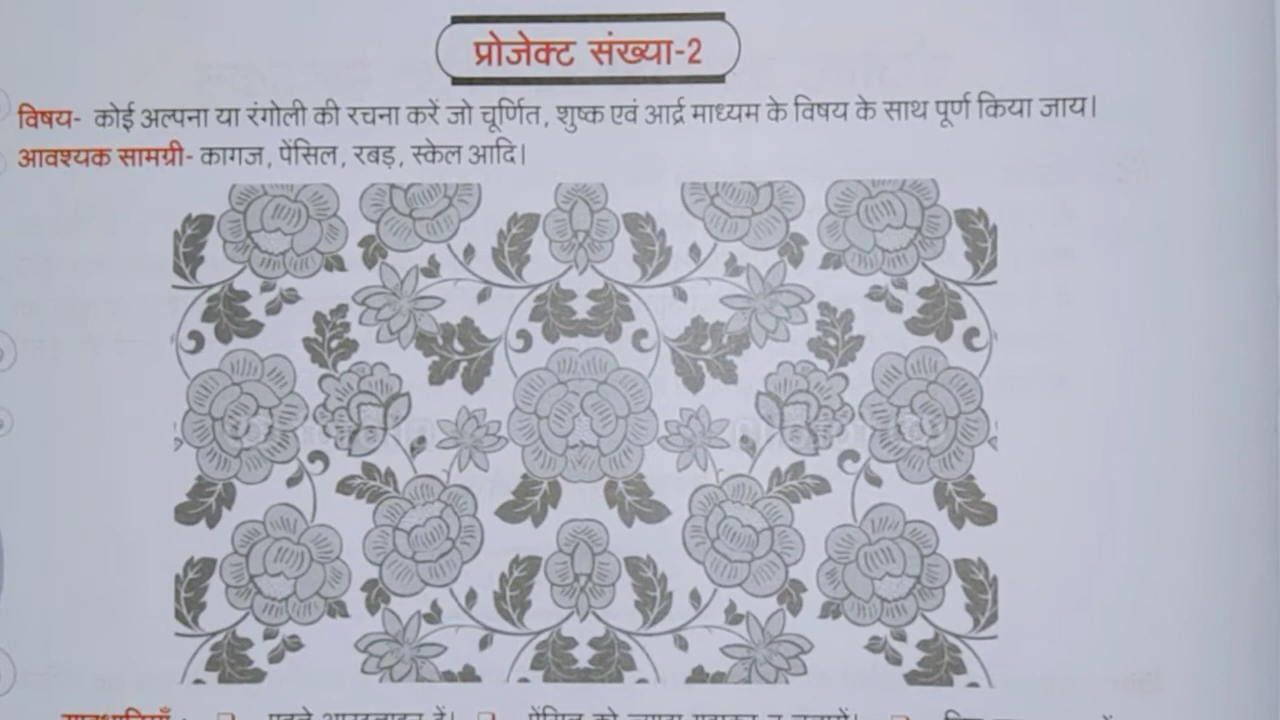 प्रोजेक्ट संख्या-2
विषय- कोई अल्पना या रंगोली की रचना करें जो चूर्णित, शुष्क एवं आर्द्र माध्यम के विषय के साथ पूर्ण किया जाय।
आवश्यक सामग्री- कागज, पेंसिल, रबड़, स्केल आदि।